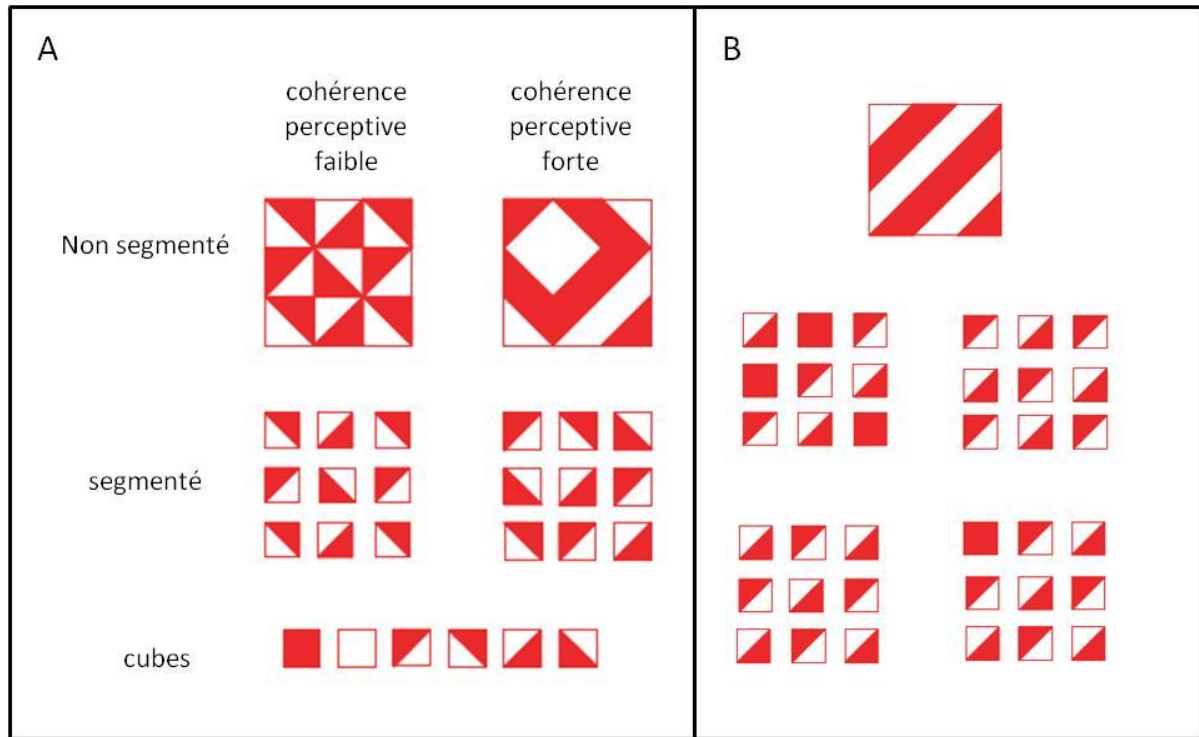 A
cohérence
perceptive
faible
cohérence
perceptive
forte
Non segmenté
segmenté
cubes
B